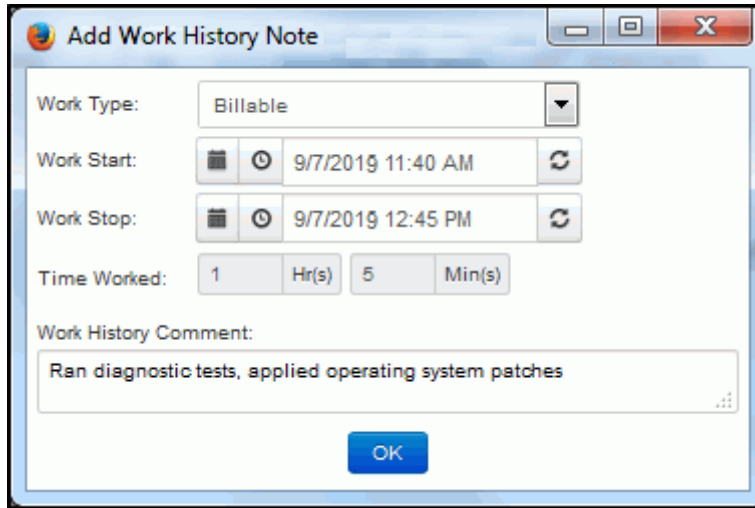 Add Work History Note
Work Type: Billable
Work Start: 9/7/2019 11:40 AM
Work Stop: 9/7/2019 12:45 PM
Time Worked: 1 Hr(s) 5 Min(s)
Work History Comment:
Ran diagnostic tests, applied operating system patches
OK